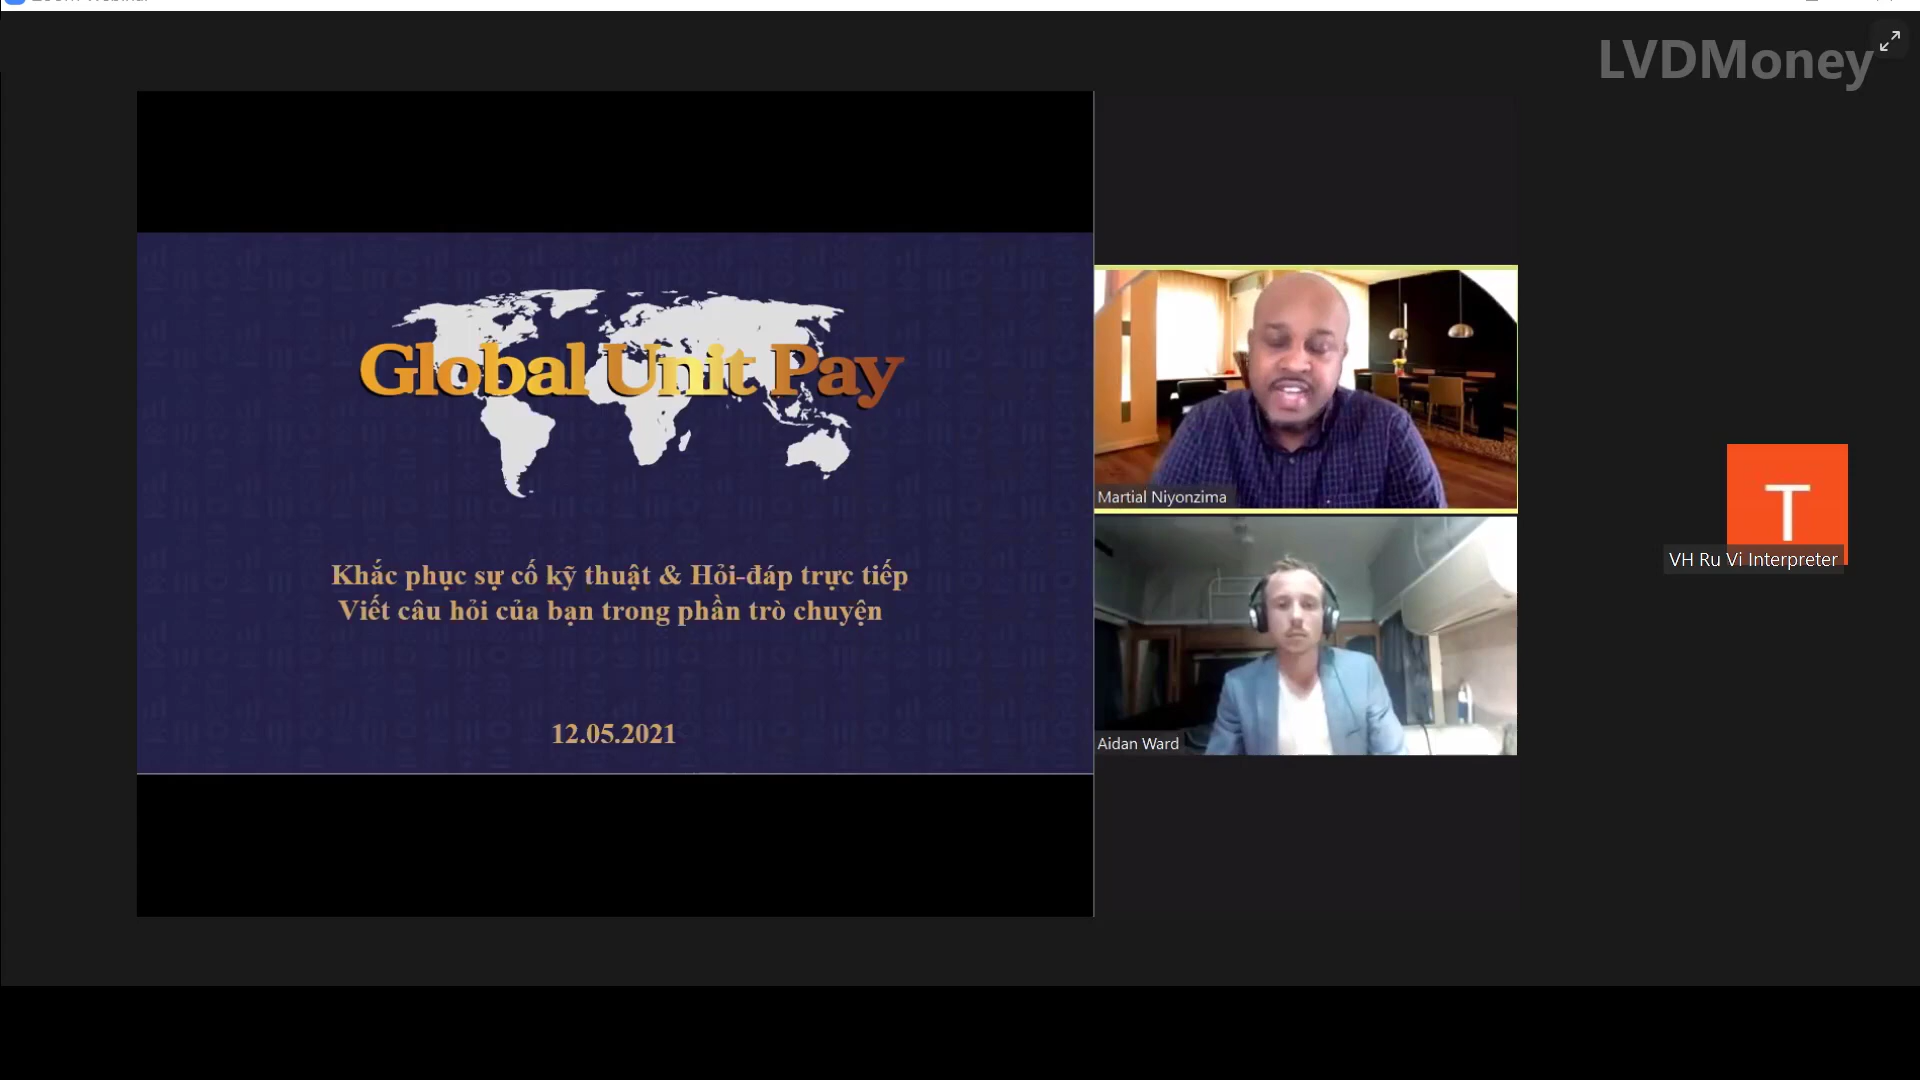 LVDMoney
Global Unit Pay
Khắc phục sự cố kỹ thuật & Hỏi-đáp trực tiếp
Viết câu hỏi của bạn trong phần trò chuyện
12.05.2021
Martial Niyonzima
Aidan Ward
T
VH Ru Vi Interpreter